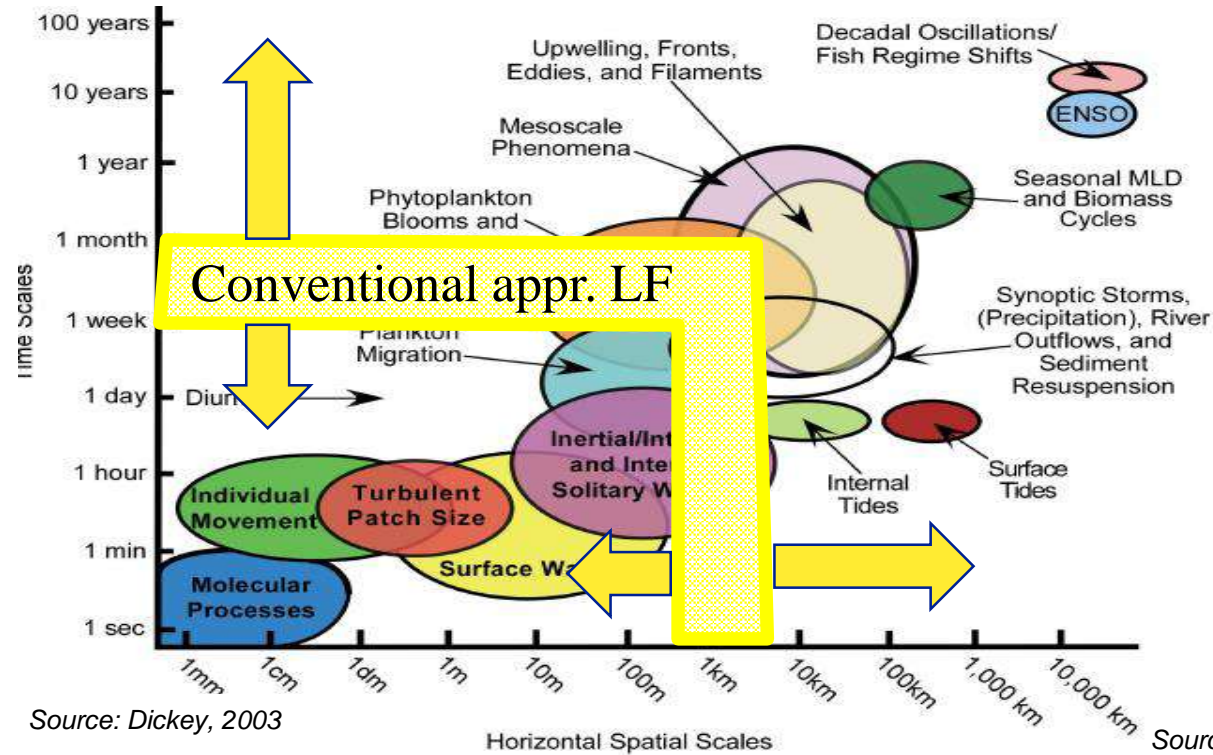 100 years
10 years
1 year
1 month
1 week
1 day
1 hour
1 min
1 sec
Time Scales
Upwelling, Fronts,
Eddies, and Filaments
Decadal Oscillations/
Fish Regime Shifts
ENSO
Mesoscale
Phenomena
Seasonal MLD
and Biomass
Cycles
Phytoplankton
Blooms and
Conventional appr. LF
Plankton
Migration
Synoptic Storms,
(Precipitation), River
Outflows, and
Sediment
Resuspension
Inertial/
and
Solitary
Internal
Tides
Surface
Tides
Individual
Movement
Turbulent
Patch Size
Surface
Molecular
Processes
1mm
1cm
1dm
1m
10m
100m
1km
10km
100km
1,000 km
10,000 km
Source: Dickey, 2003
Horizontal Spatial Scales